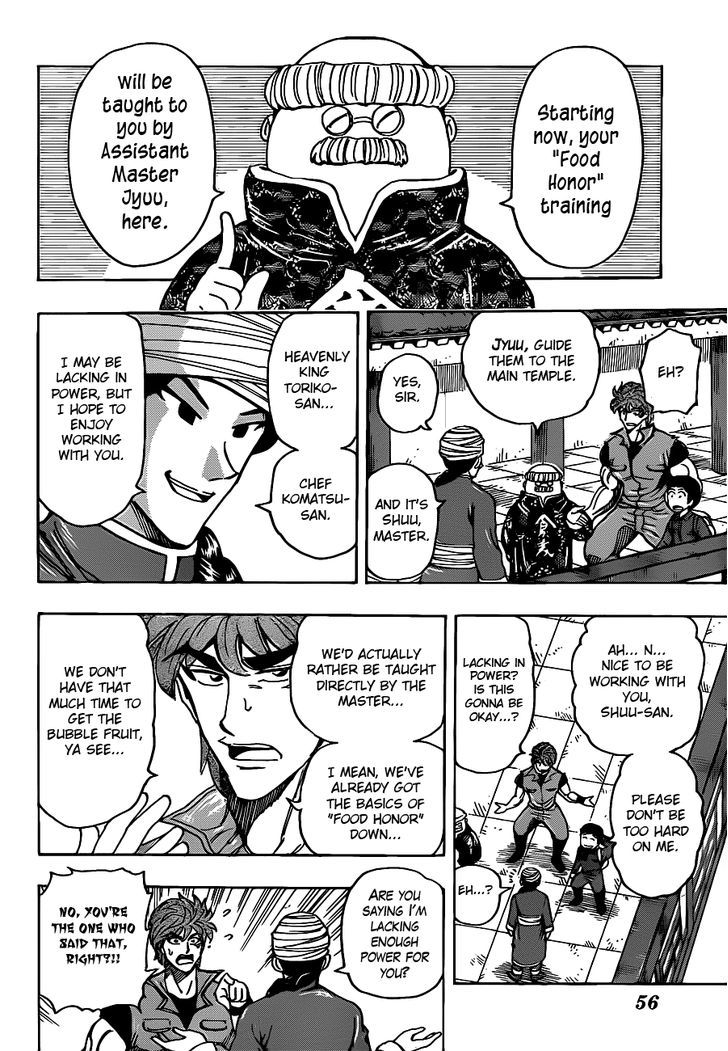 Starting
now, your
"Food
Honor"
training
will be
taught to
you by
Assistant
Master
Jyuu,
here.
EH?
JYUU, GUIDE
THEM TO THE
MAIN TEMPLE.
YES,
SIR.
AND IT'S
SHUU,
MASTER.
HEAVENLY
KING
TORIKO-
SAN...
CHEF
KOMATSU-
SAN.
I MAY BE
LACKING IN
POWER, BUT
I HOPE TO
ENJOY
WORKING
WITH YOU.
AH... N...
NICE TO BE
WORKING WITH
YOU,
SHUU-SAN.
PLEASE
DON'T BE
TOO HARD
ON ME.
LACKING IN
POWER?
IS THIS
GONNA BE
OKAY...?
EH...?
WE'D ACTUALLY
RATHER BE TAUGHT
DIRECTLY BY THE
MASTER...
I MEAN, WE'VE
ALREADY GOT
THE BASICS OF
"FOOD HONOR"
DOWN...
WE DON'T
HAVE THAT
MUCH TIME TO
GET THE
BUBBLE FRUIT,
YA SEE...
ARE YOU
SAYING I'M
LACKING
ENOUGH
POWER FOR
YOU?
NO, YOU'RE
THE ONE WHO
SAID THAT,
RIGHT?!!
56